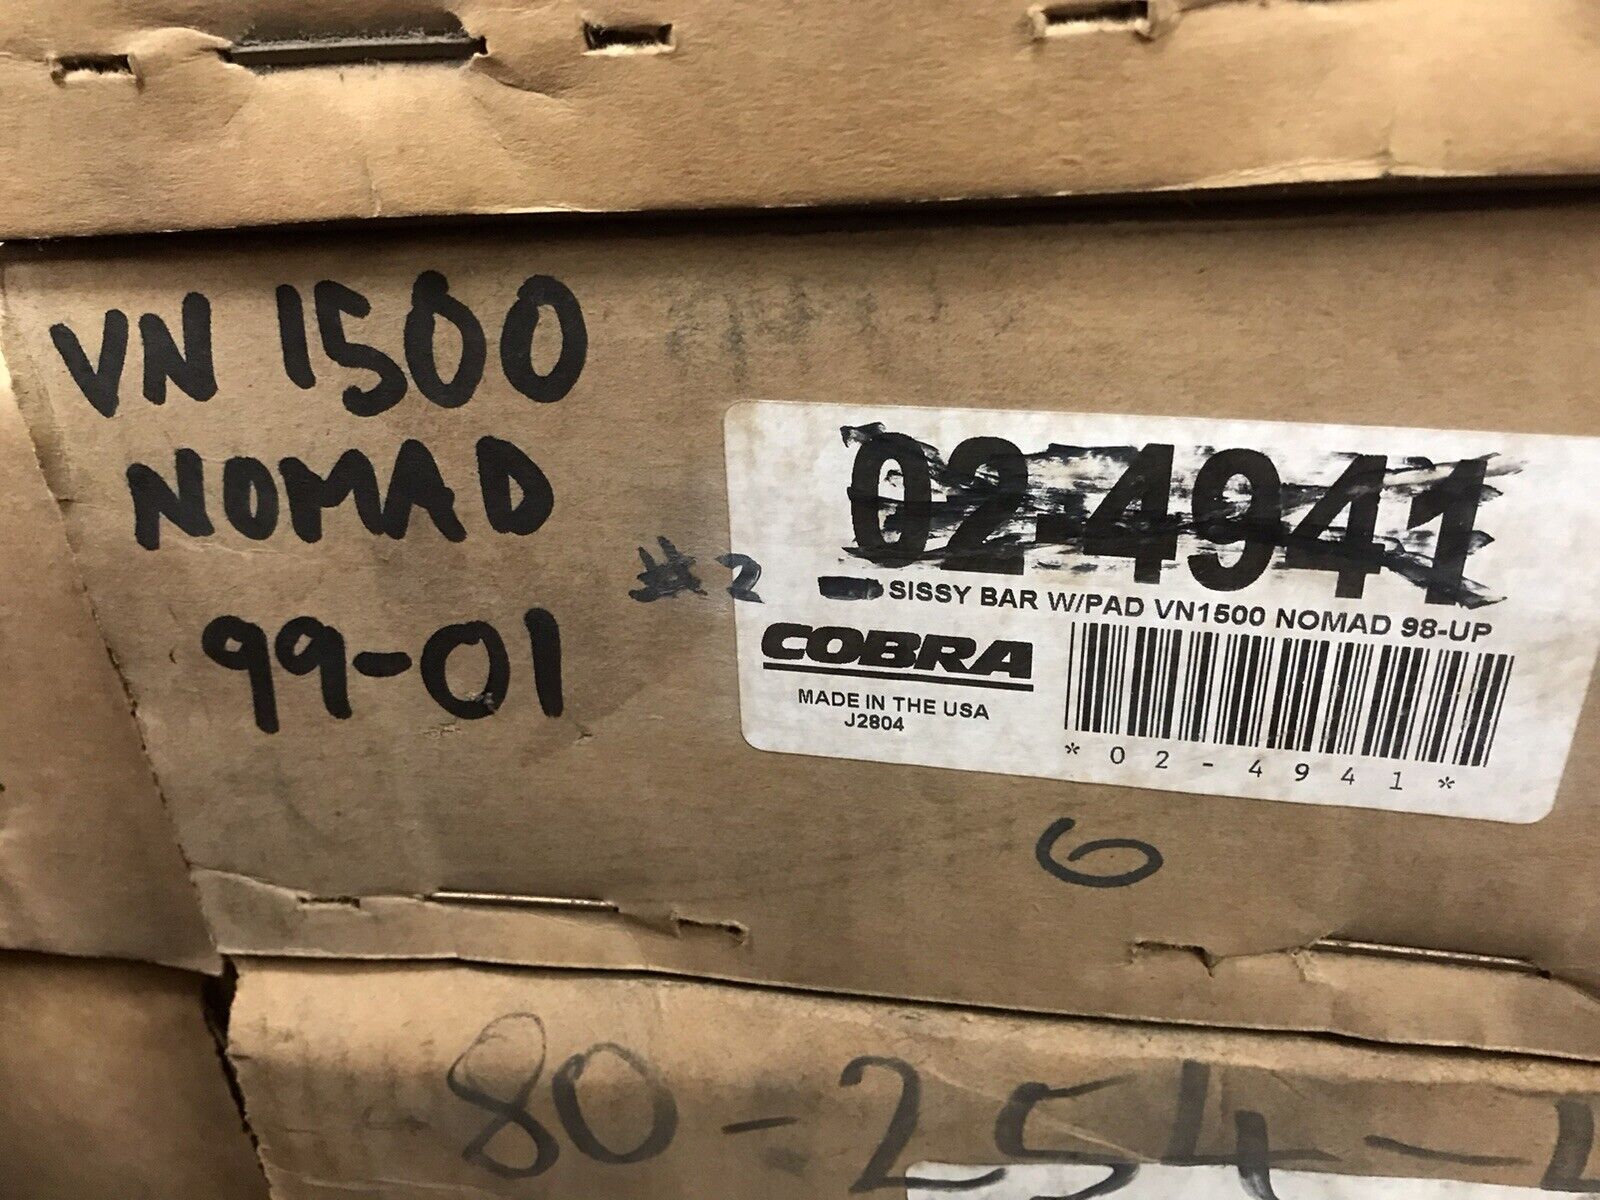 VN 1500
NOMAD
99-01
#2
02-4941
SISSY BAR W/PAD VN1500 NOMAD 98-UP
COBRA
MADE IN THE USA
J2804
*02-4941*
6
80-254-